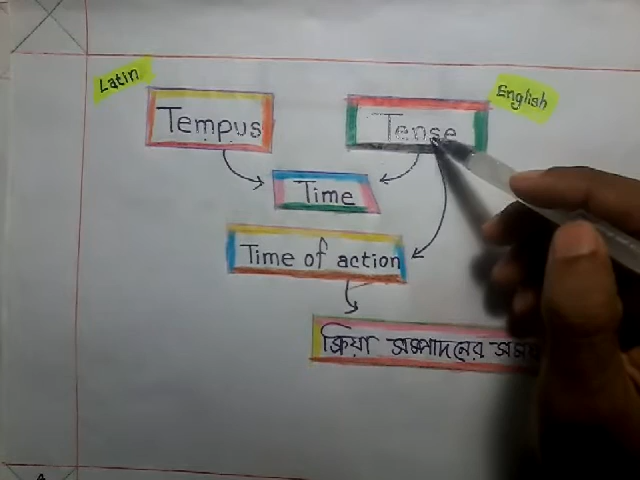 Latin
English
Tempus
Tense
Time
Time of action
ক্রিয়া সম্পাদনের